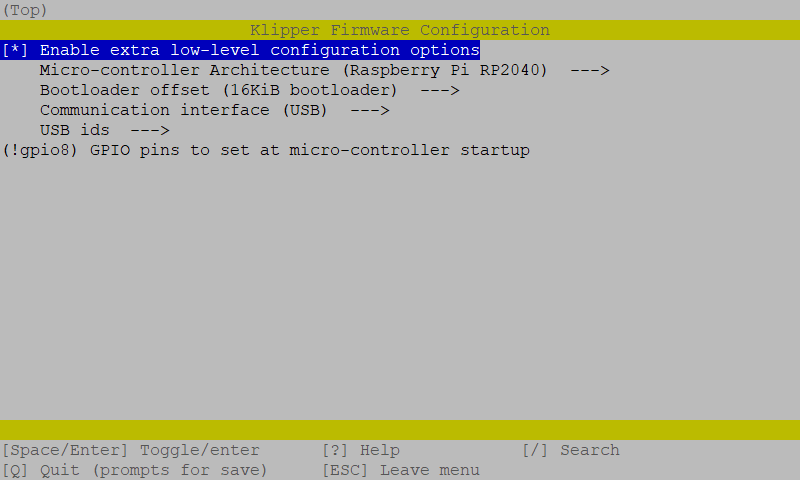 (Top)
Klipper Firmware Configuration
[*] Enable extra low-level configuration options
Micro-controller Architecture (Raspberry Pi RP2040)  --->
Bootloader offset (16KiB bootloader)  --->
Communication interface (USB)  --->
USB ids  --->
(!gpio8) GPIO pins to set at micro-controller startup
[Space/Enter] Toggle/enter [?] Help [/] Search
[Q] Quit (prompts for save) [ESC] Leave menu